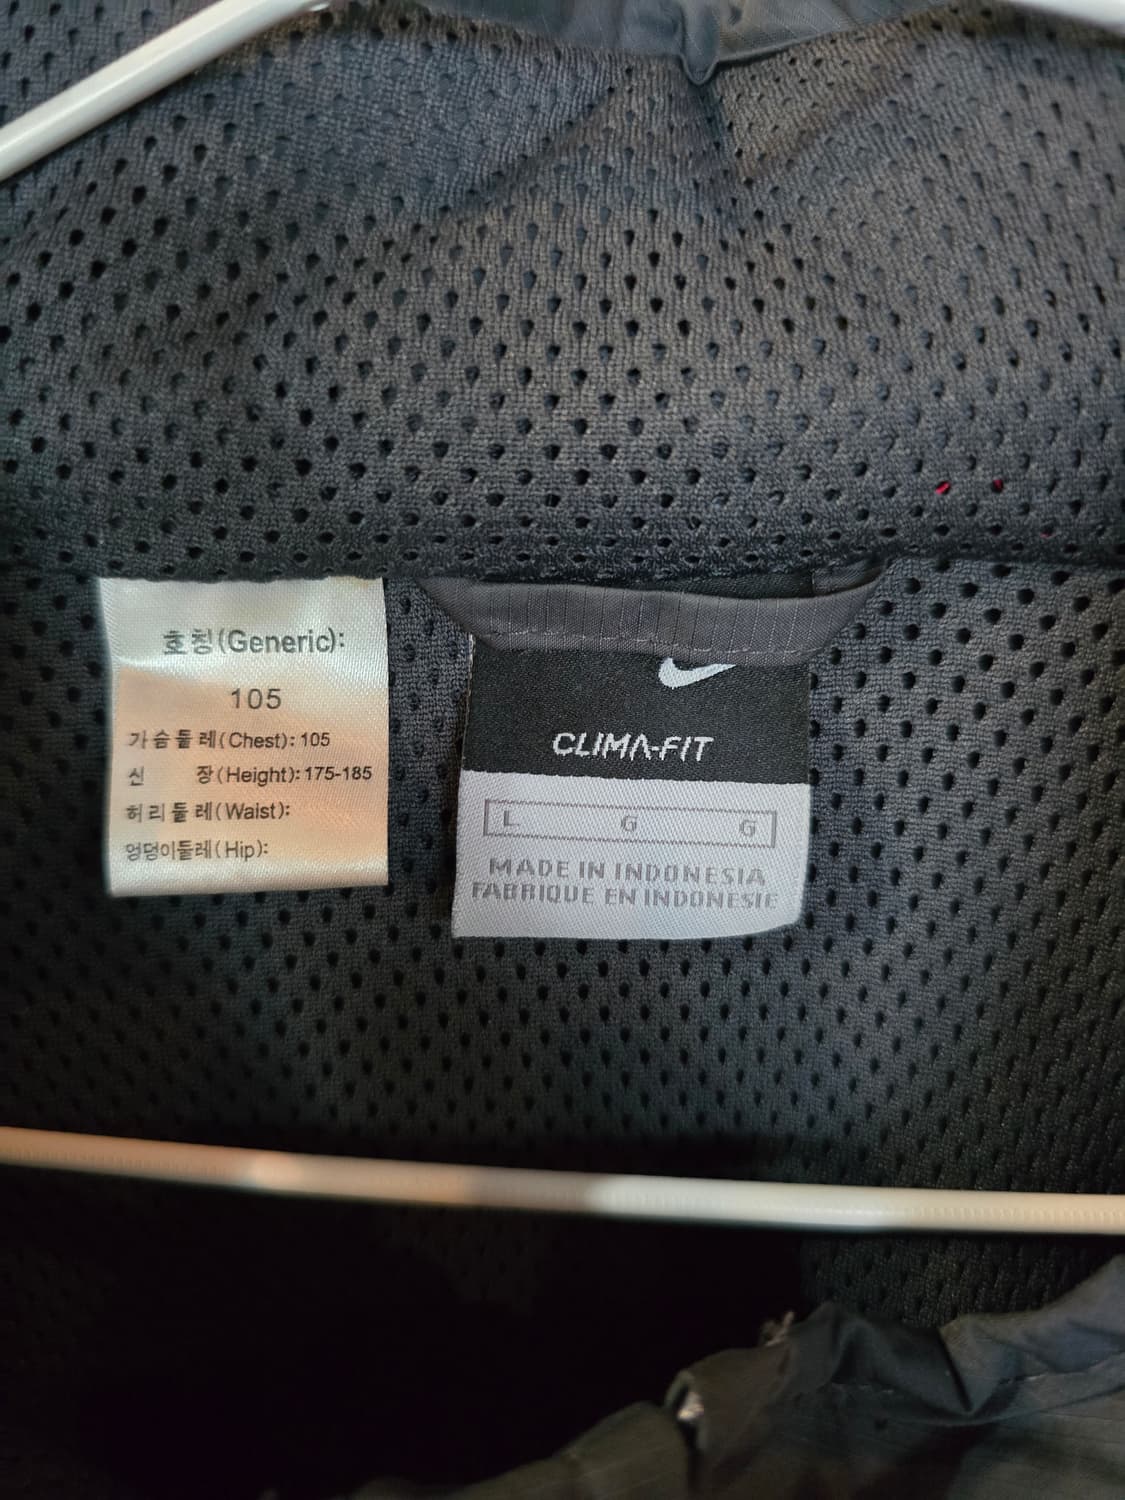 호칭(Generic):
105
가슴둘레(Chest): 105
신 장(Height): 175-185
허리둘레(Waist):
엉덩이둘레(Hip):
CLIMA-FIT
L G G
MADE IN INDONESIA
FABRIQUE EN INDONESIE